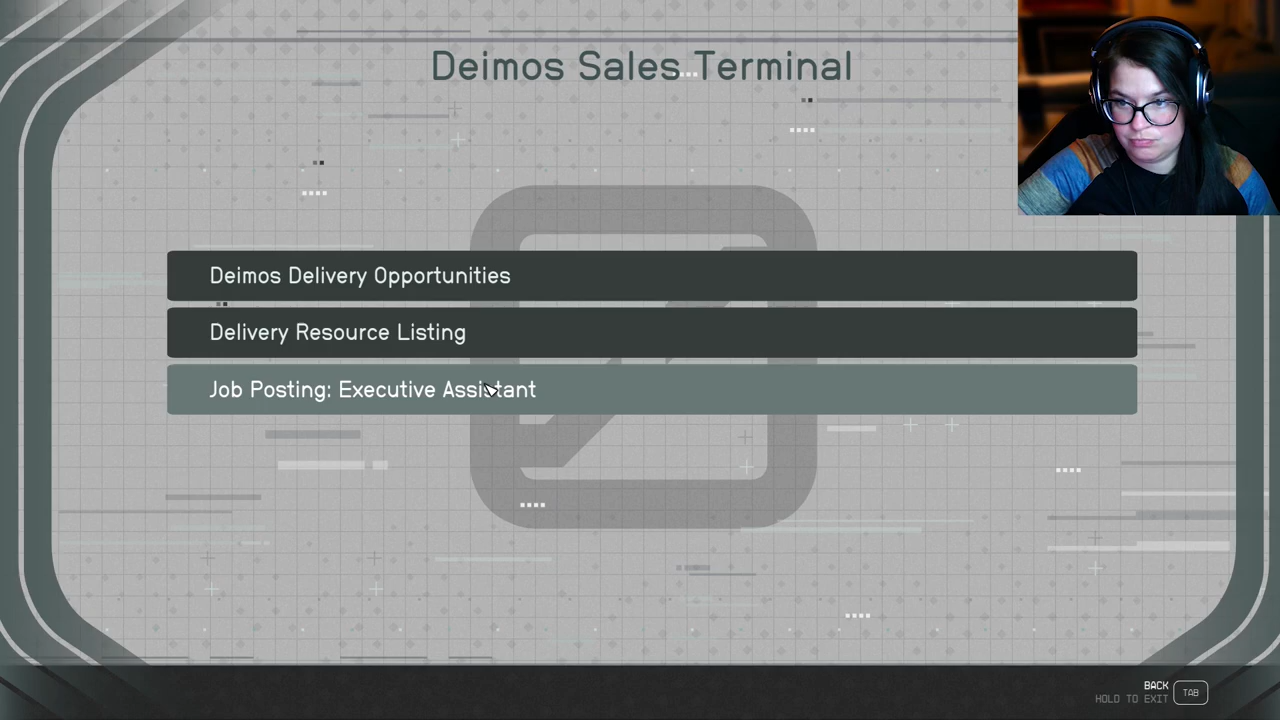 Deimos Sales Terminal
Deimos Delivery Opportunities
Delivery Resource Listing
Job Posting: Executive Assistant
BACK
HOLD TO EXIT TAB